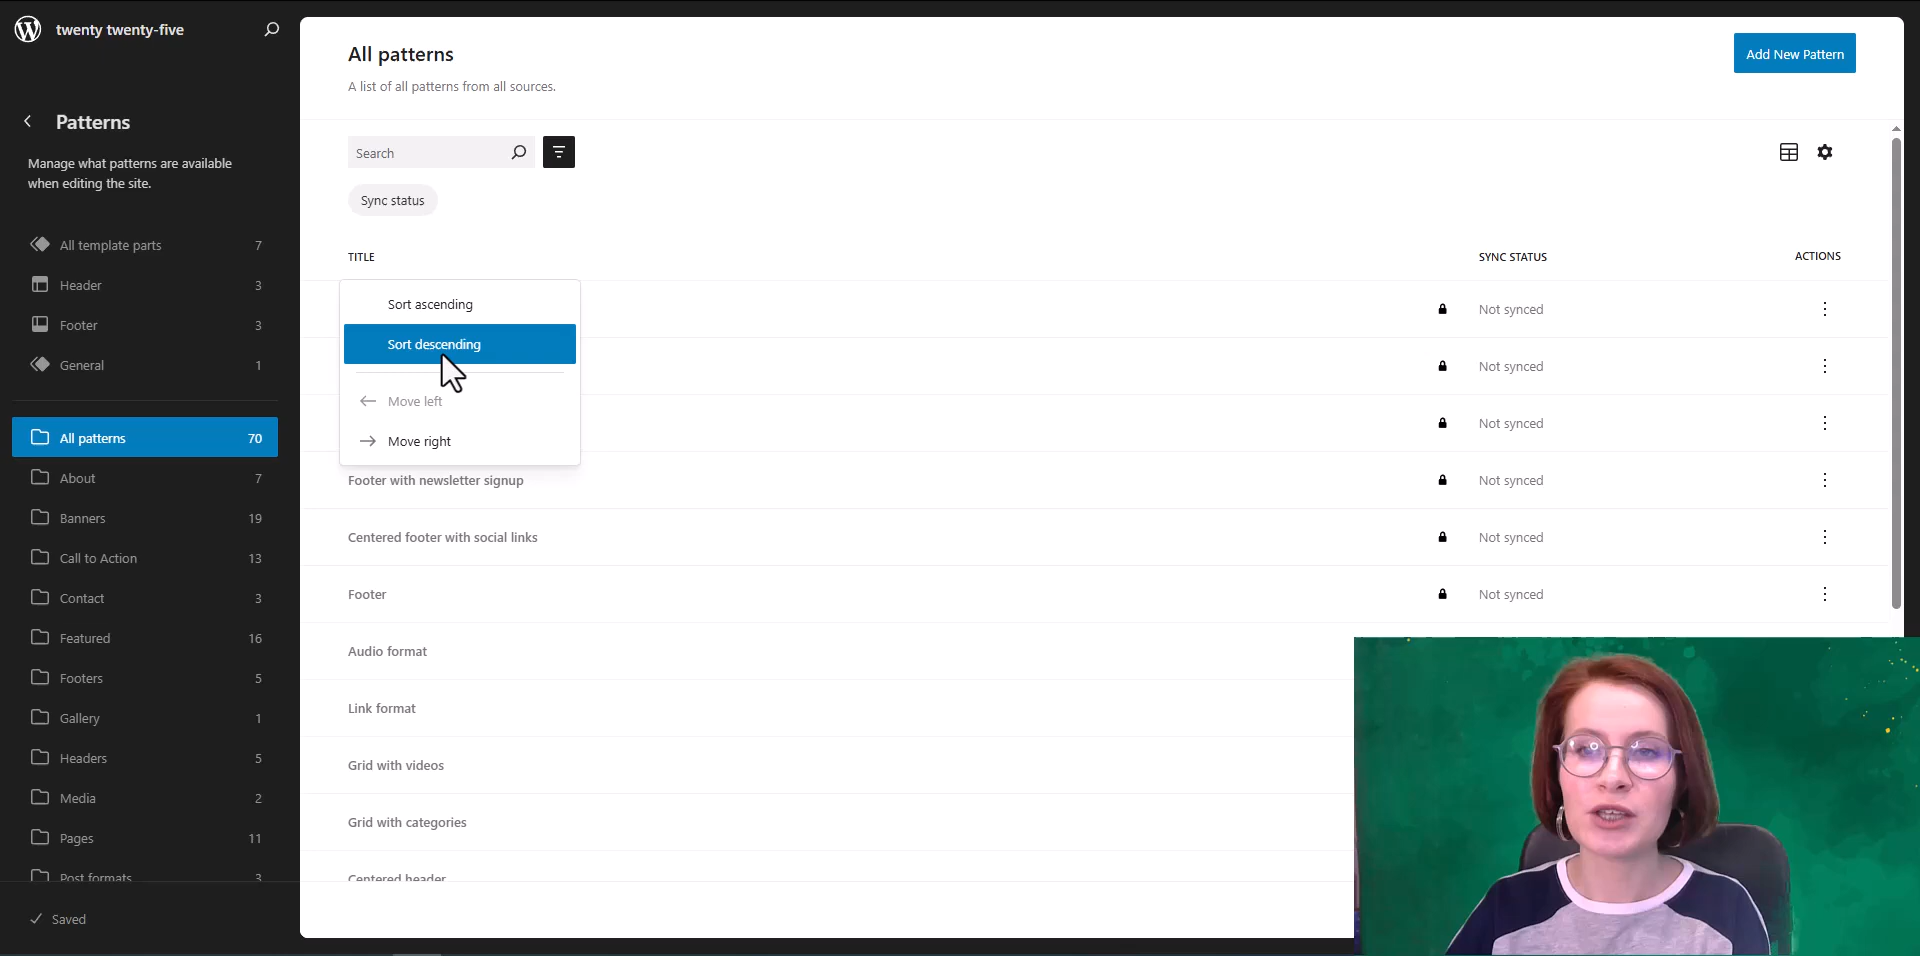 twenty twenty-five
Patterns
Manage what patterns are available
when editing the site.
All template parts 7
Header 3
Footer 3
General 1
All patterns 70
About 7
Banners 19
Call to Action 13
Contact 3
Featured 16
Footers 5
Gallery 1
Headers 5
Media 2
Pages 11
Post formats 3
Saved
All patterns
A list of all patterns from all sources.
Add New Pattern
Search
Sync status
TITLE SYNC STATUS ACTIONS
Sort ascending
Sort descending
Move left
Move right
Not synced
Not synced
Not synced
Footer with newsletter signup Not synced
Centered footer with social links Not synced
Footer Not synced
Audio format
Link format
Grid with videos
Grid with categories
Centered header